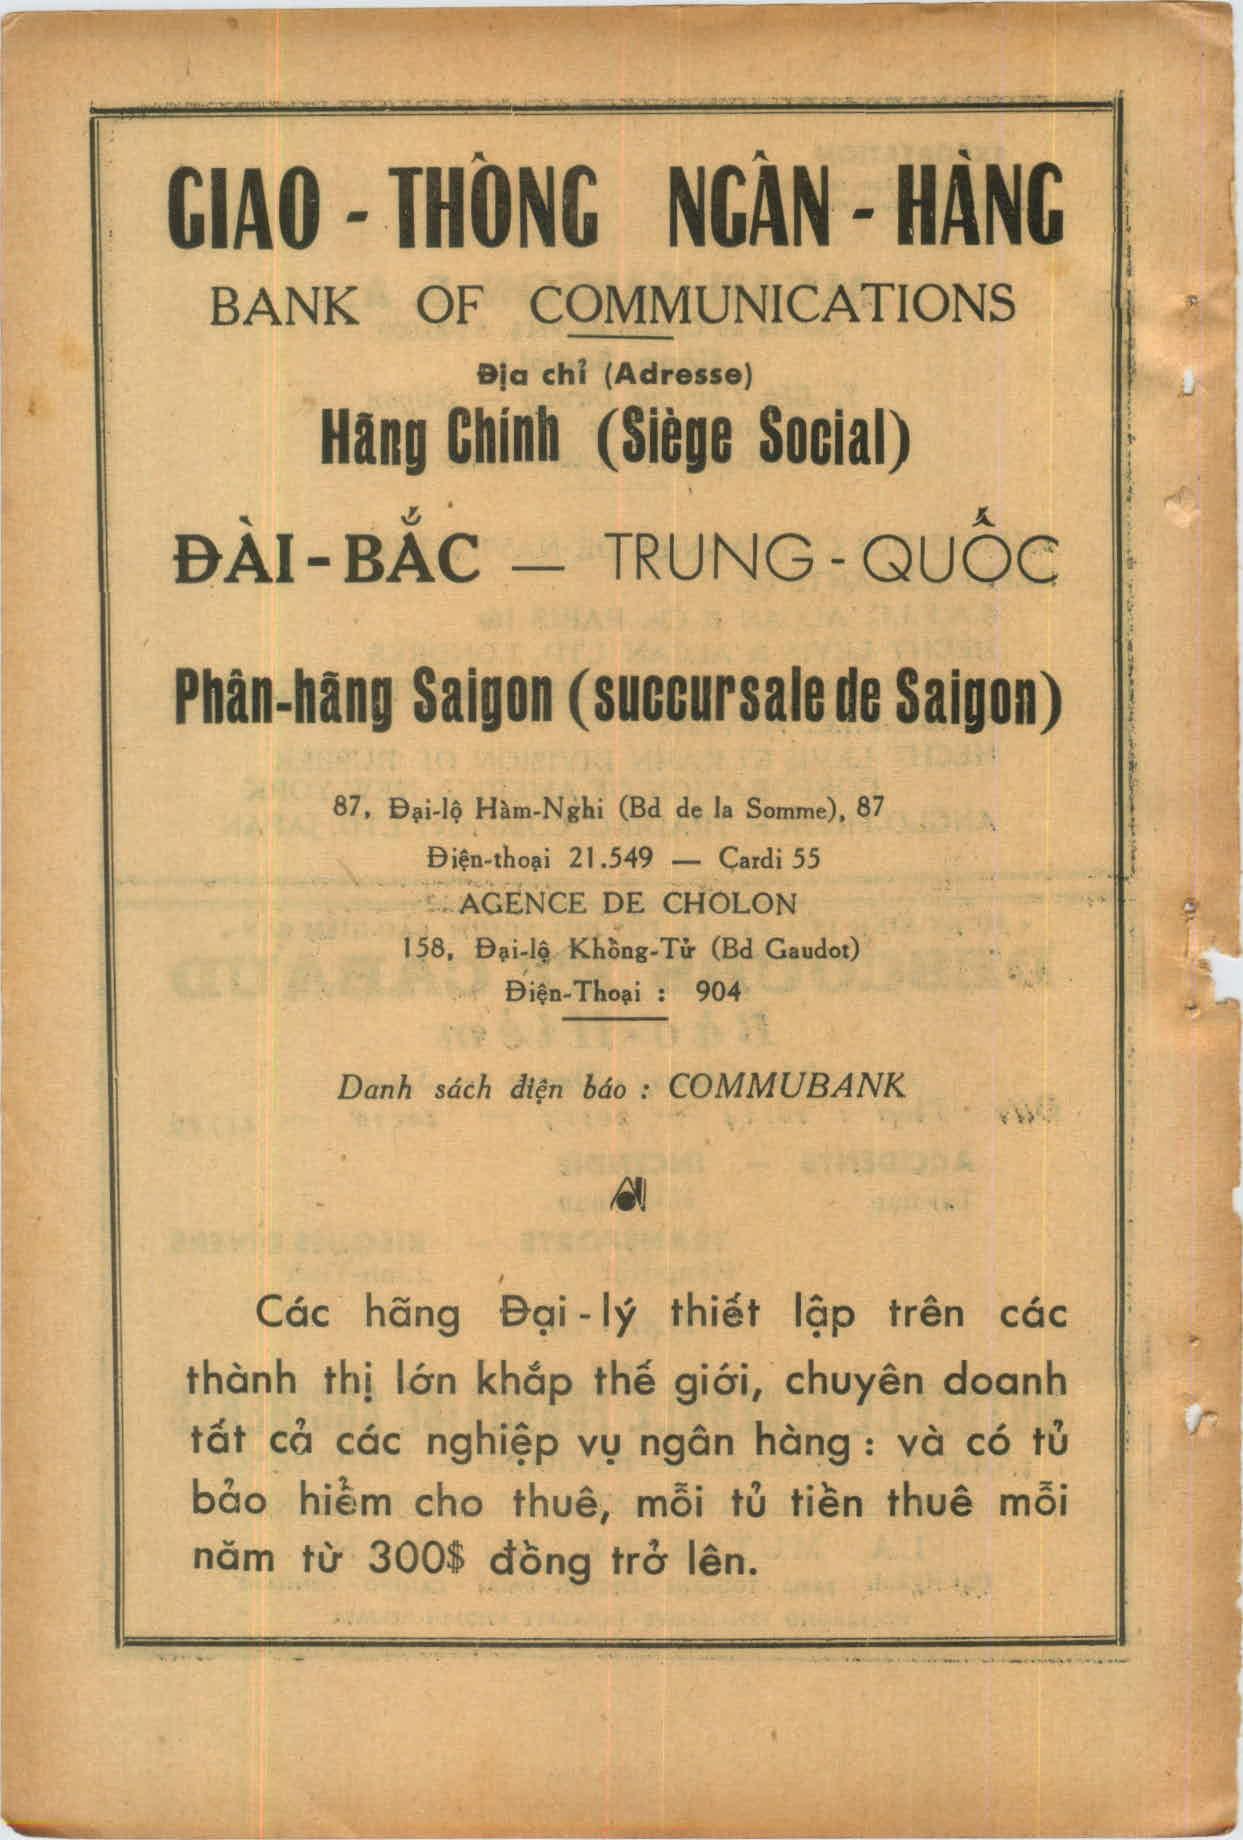 GIAO - THÔNG NGÂN - HÀNG
BANK OF COMMUNICATIONS
Địa chỉ (Adresse)
Hãng Chính (Siège Social)
ĐÀI-BẮC — TRUNG-QUỐC
Phân-hãng Saigon (succursale de Saigon)
87, Đại-lộ Hàm-Nghi (Bd de la Somme), 87
Điện-thoại 21.549 — Cardi 55
AGENCE DE CHOLON
158, Đại-lộ Khồng-Tử (Bd Gaudot)
Điện-Thoại : 904
Danh sách điện báo : COMMUBANK
Các hãng Đại-lý thiết lập trên các
thành thị lớn khắp thế giới, chuyên doanh
tất cả các nghiệp vụ ngân hàng : và có tủ
bảo hiểm cho thuê, mỗi tủ tiền thuê mỗi
năm từ 300$ đồng trở lên.